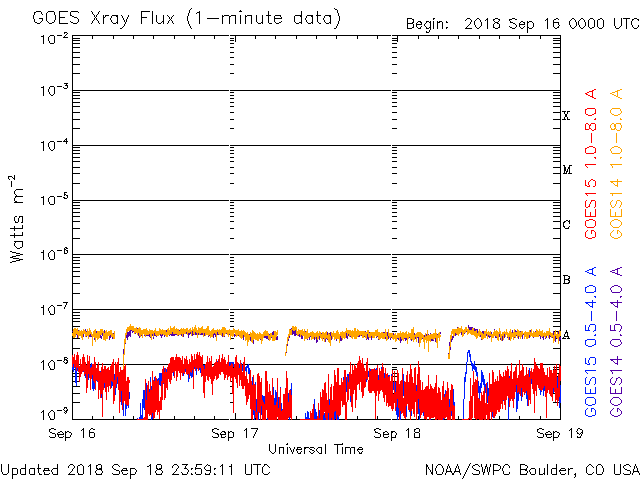 GOES Xray Flux (1-minute data)
Begin: 2018 Sep 16 0000 UTC
10⁻²
10⁻³
10⁻⁴
10⁻⁵
10⁻⁶
10⁻⁷
10⁻⁸
10⁻⁹
Watts m⁻²
X
M
C
B
A
GOES15 1.0-8.0 A
GOES14 1.0-8.0 A
GOES15 0.5-4.0 A
GOES14 0.5-4.0 A
Sep 16
Sep 17
Sep 18
Sep 19
Universal Time
Updated 2018 Sep 18 23:59:11 UTC
NOAA/SWPC Boulder, CO USA